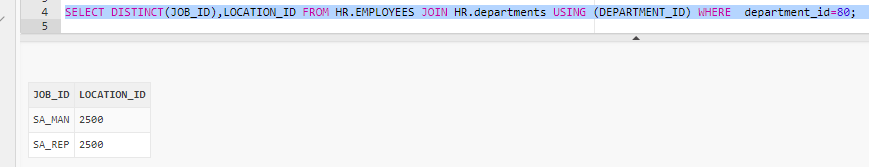 4 SELECT DISTINCT(JOB_ID),LOCATION_ID FROM HR.EMPLOYEES JOIN HR.departments USING (DEPARTMENT_ID) WHERE  department_id=80;
5
JOB_ID LOCATION_ID
SA_MAN 2500
SA_REP 2500